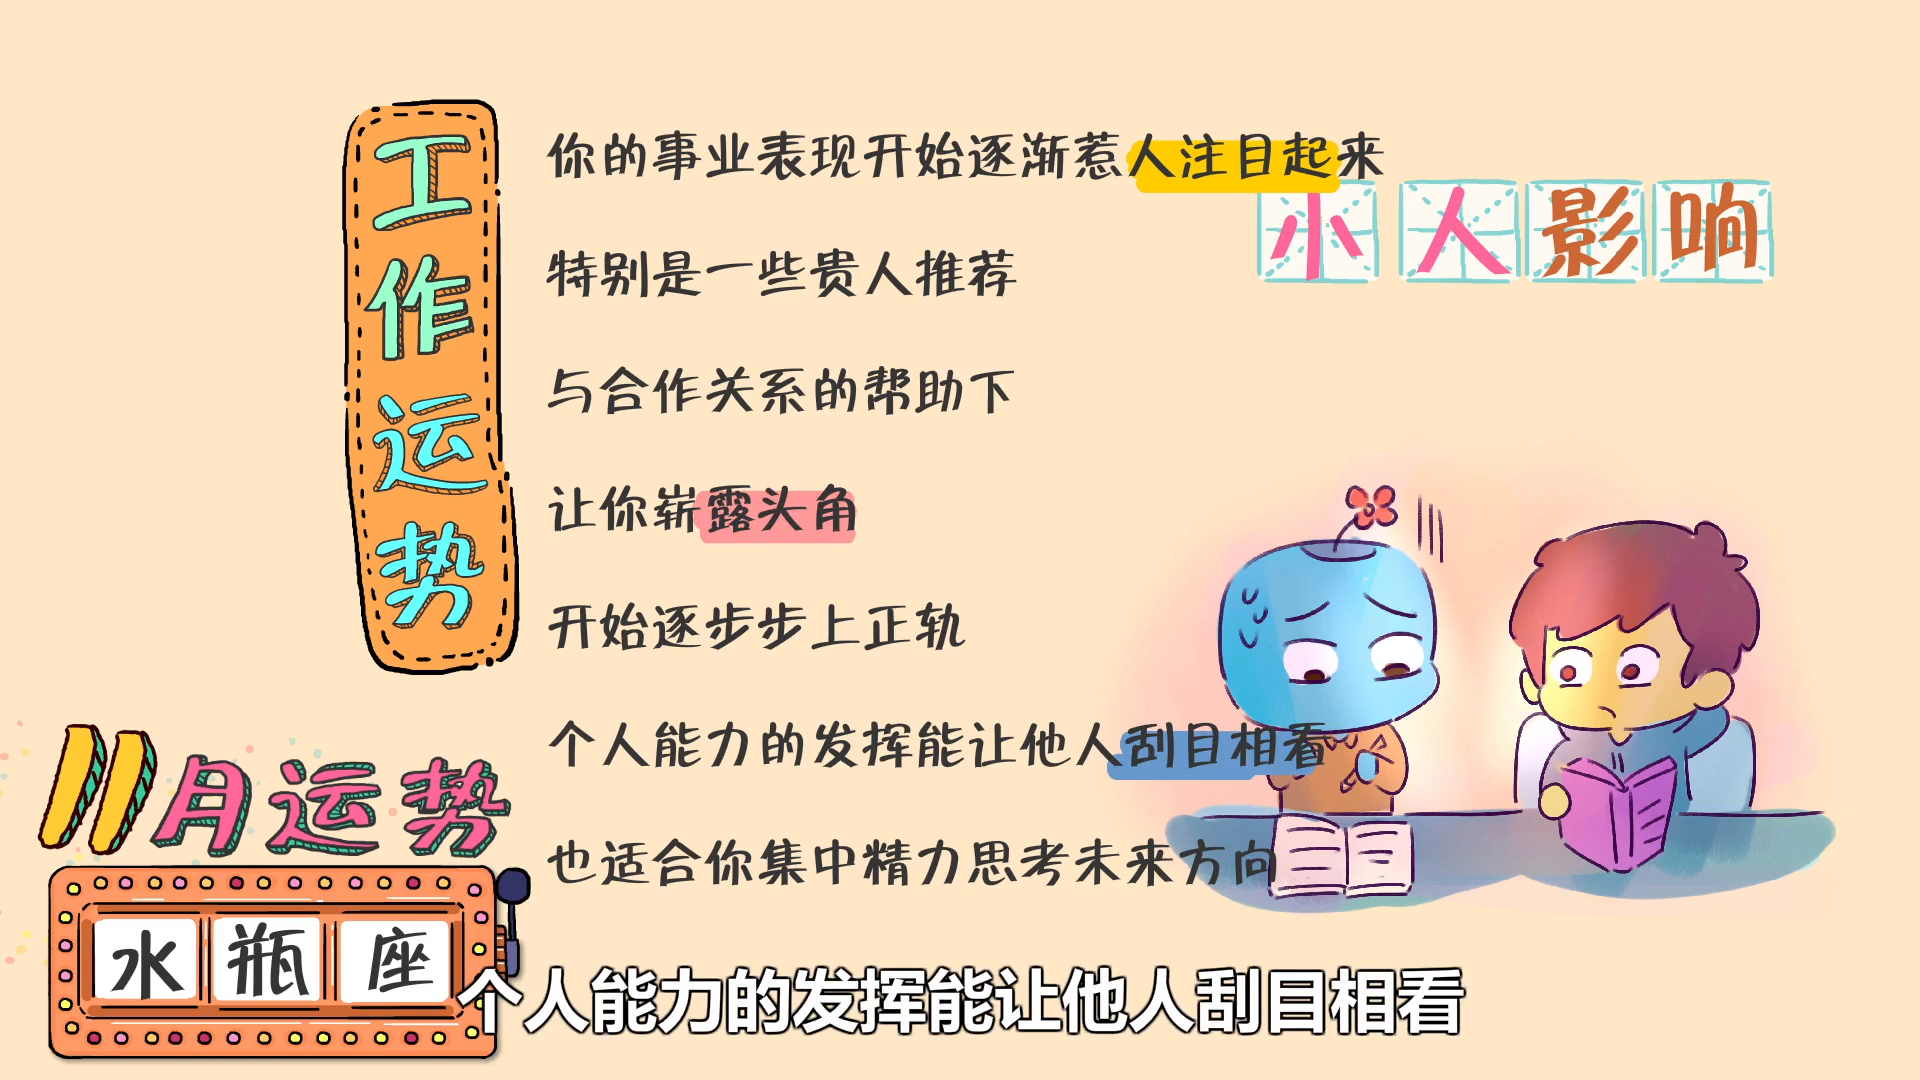 工作运势
你的事业表现开始逐渐惹人注目起来
小人影响
特别是一些贵人推荐
与合作关系的帮助下
让你崭露头角
开始逐步步上正轨
个人能力的发挥能让他人刮目相看
也适合你集中精力思考未来方向
11月运势
水瓶座
个人能力的发挥能让他人刮目相看